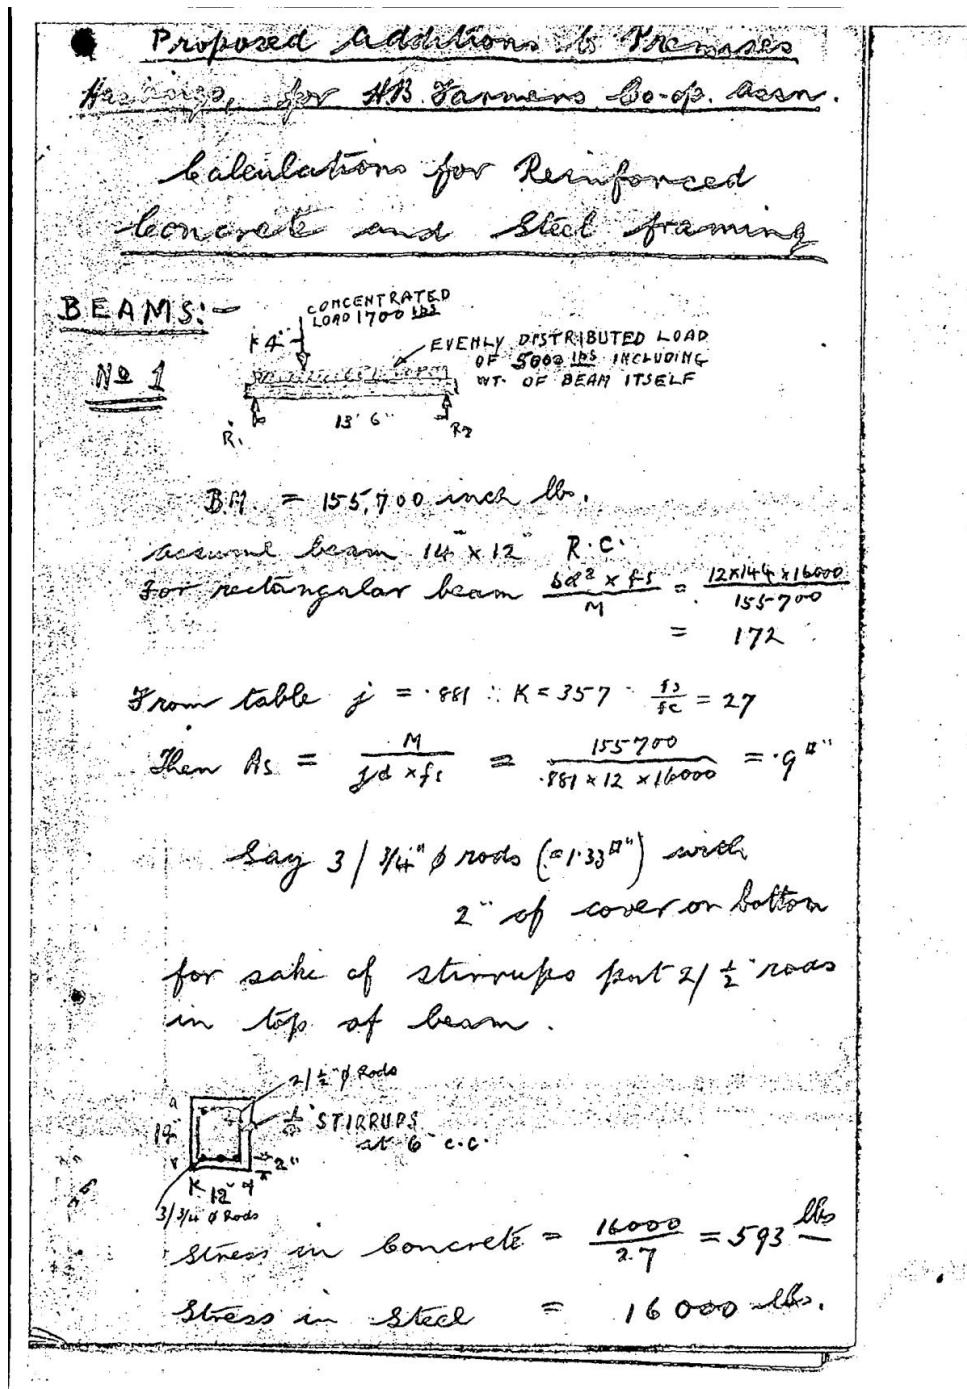 Proposed Additions to Premises
Hastings, for H.B. Farmers Co-op. Assn.
Calculations for Reinforced
Concrete and Steel framing
BEAMS:-
No 1
CONCENTRATED
LOAD 1700 lbs
4'
EVENLY DISTRIBUTED LOAD
OF 5000 lbs INCLUDING
WT. OF BEAM ITSELF
13' 6"
R1
R2
B.M. = 155,700 inch lbs.
assume beam 14" x 12" R.C.
For rectangular beam bd² x fs / M = 12x144x16000 / 155700
= 172
From table j = .881 ∴ K = 357 fs/fc = 27
Then As = M / jd x fs = 155700 / .881 x 12 x 16000 = .9 □"
Say 3/ 3/4" φ rods (=1.33 □") with
2" of cover on bottom
for sake of stirrups put 2/ 1/2" rods
in top of beam.
2/ 1/2" φ Rods
STIRRUPS
at 6" c.c.
14"
2"
12"
3/ 3/4 φ Rods
Stress in Concrete = 16000 / 2.7 = 593 lbs
Stress in Steel = 16000 lbs.